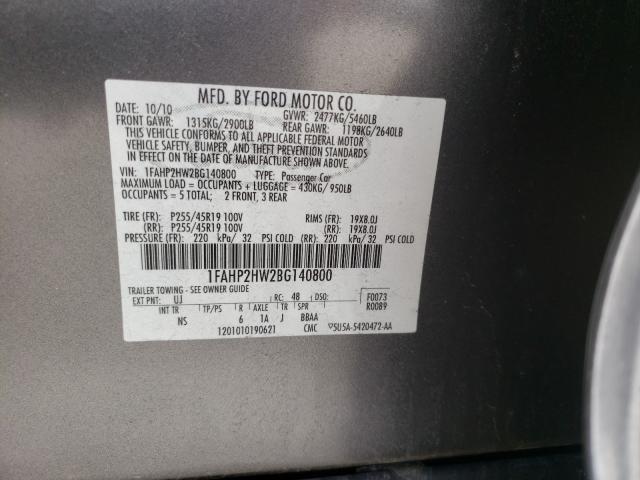 MFD. BY FORD MOTOR CO.
DATE: 10/10 GVWR: 2477KG/5460LB
FRONT GAWR: 1315KG/2900LB REAR GAWR: 1198KG/2640LB
THIS VEHICLE CONFORMS TO ALL APPLICABLE FEDERAL MOTOR
VEHICLE SAFETY, BUMPER, AND THEFT PREVENTION STANDARDS
IN EFFECT ON THE DATE OF MANUFACTURE SHOWN ABOVE.
VIN: 1FAHP2HW2BG140800 TYPE: Passenger Car
MAXIMUM LOAD = OCCUPANTS + LUGGAGE = 430KG/950LB
OCCUPANTS = 5 TOTAL; 2 FRONT, 3 REAR
TIRE (FR): P255/45R19 100V RIMS (FR): 19X8.0J
TIRE (RR): P255/45R19 100V RIMS (RR): 19X8.0J
PRESSURE (FR): 220 kPa/ 32 PSI COLD (RR): 220 kPa/ 32 PSI COLD
1FAHP2HW2BG140800
TRAILER TOWING - SEE OWNER GUIDE
EXT PNT: UJ RC: 48 DSO: F0073
R0089
INT TR TP/PS R AXLE TR SPR
NS 6 1A J BBAA
1201010190621 CMC 5U5A-5420472-AA